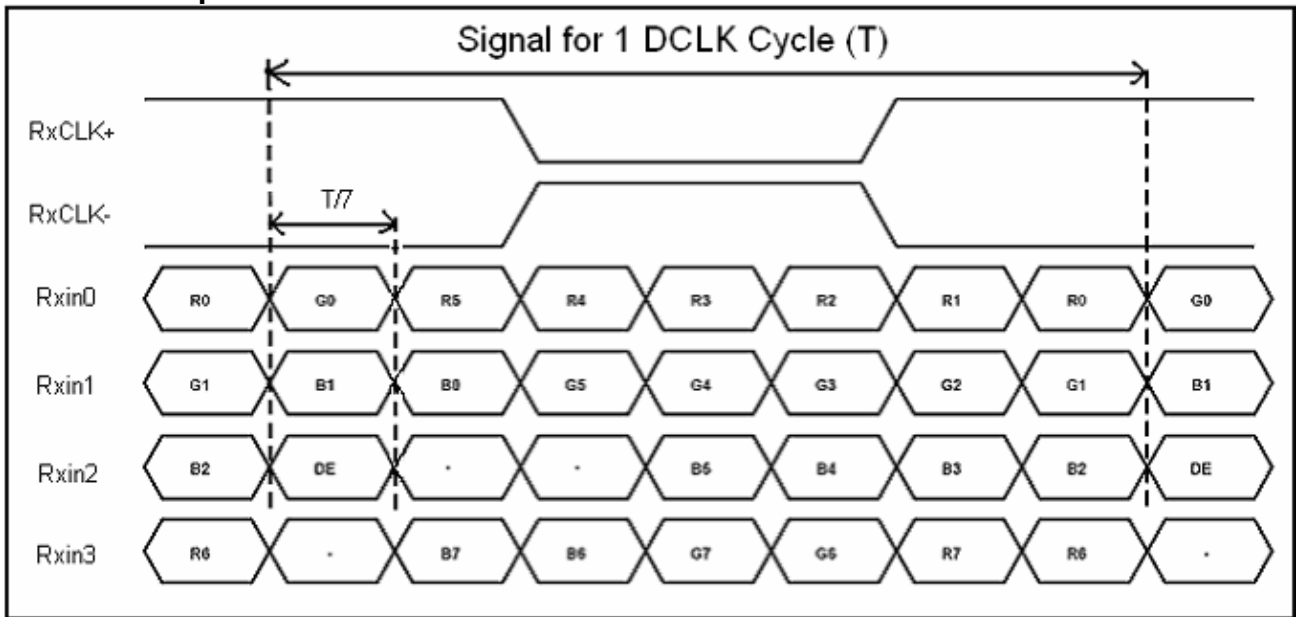 Signal for 1 DCLK Cycle (T)
RxCLK+
T/7
RxCLK-
Rxin0 R0 G0 R5 R4 R3 R2 R1 R0 G0
Rxin1 G1 B1 B0 G5 G4 G3 G2 G1 B1
Rxin2 B2 DE - - B5 B4 B3 B2 DE
Rxin3 R6 - B7 B6 G7 G6 R7 R6 -